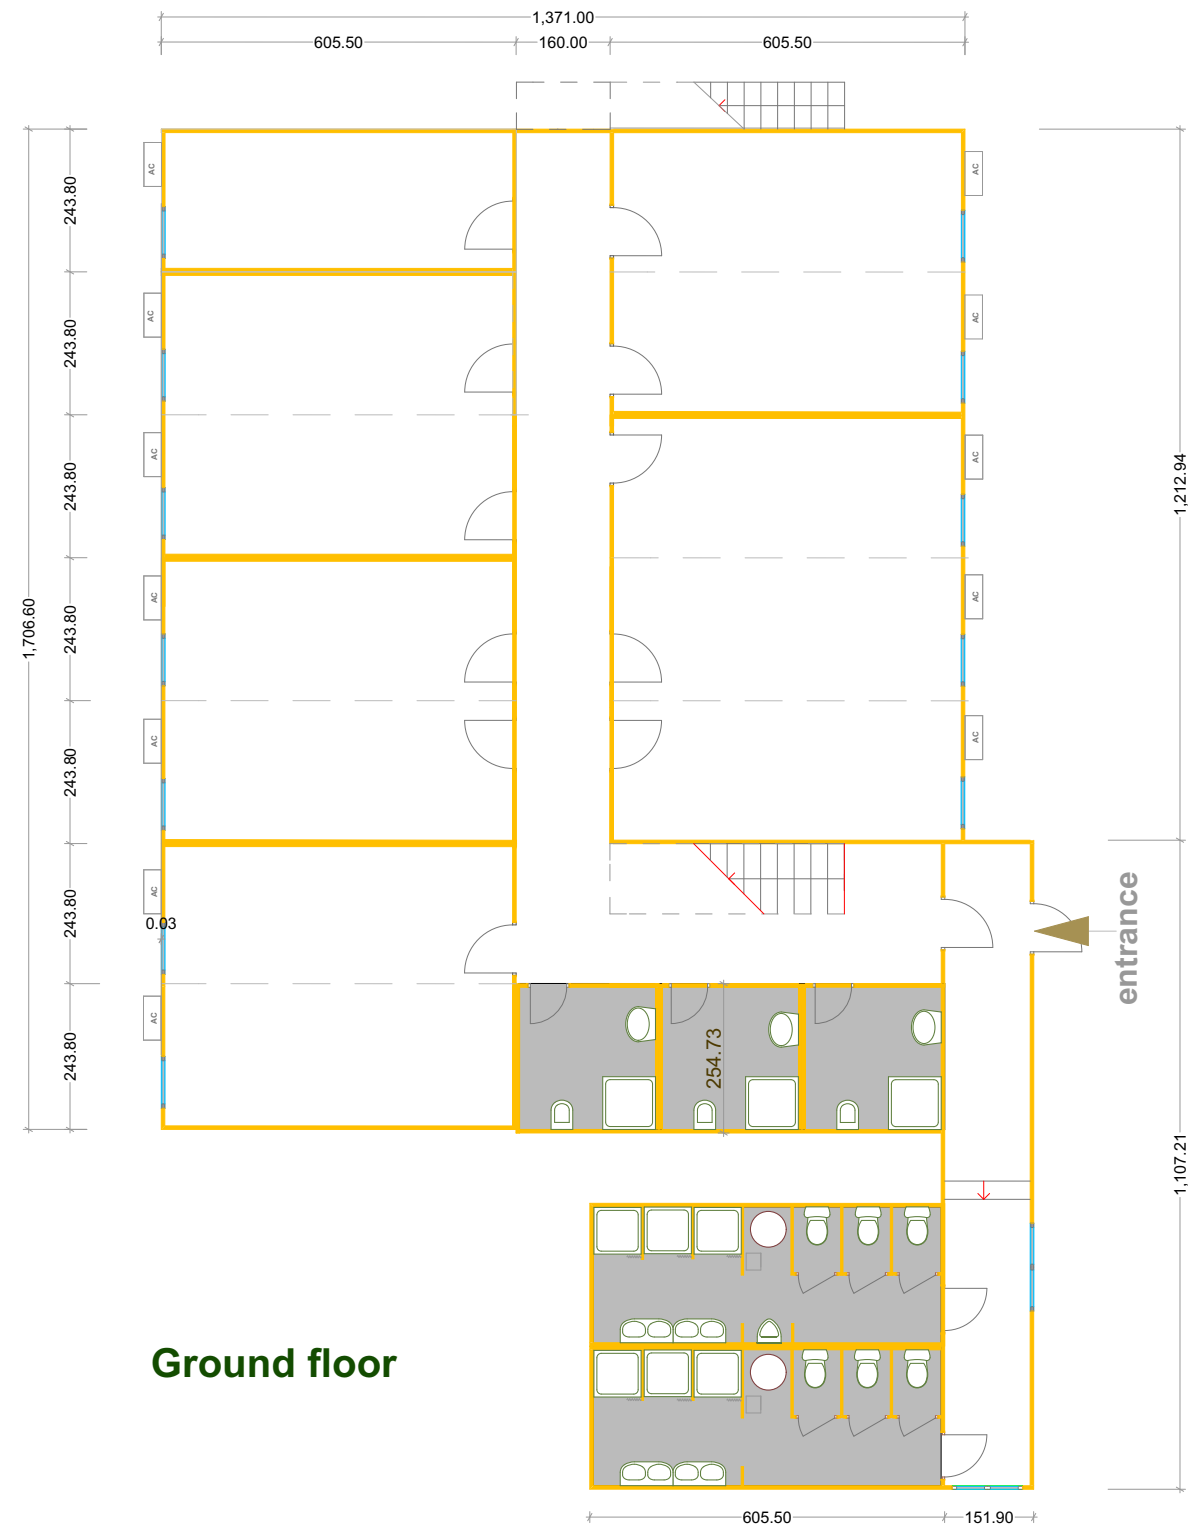 1,371.00
605.50
160.00
605.50
AC
AC
243.80
AC
AC
243.80
AC
AC
243.80
1,212.94
AC
AC
1,706.60
243.80
AC
AC
243.80
AC
243.80
0.03
entrance
AC
254.73
243.80
1,107.21
Ground floor
605.50
151.90